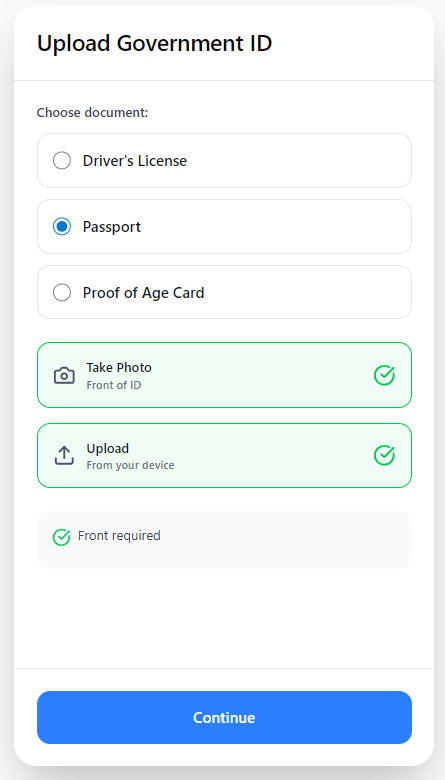 Upload Government ID
Choose document:
Driver's License
Passport
Proof of Age Card
Take Photo
Front of ID
Upload
From your device
Front required
Continue